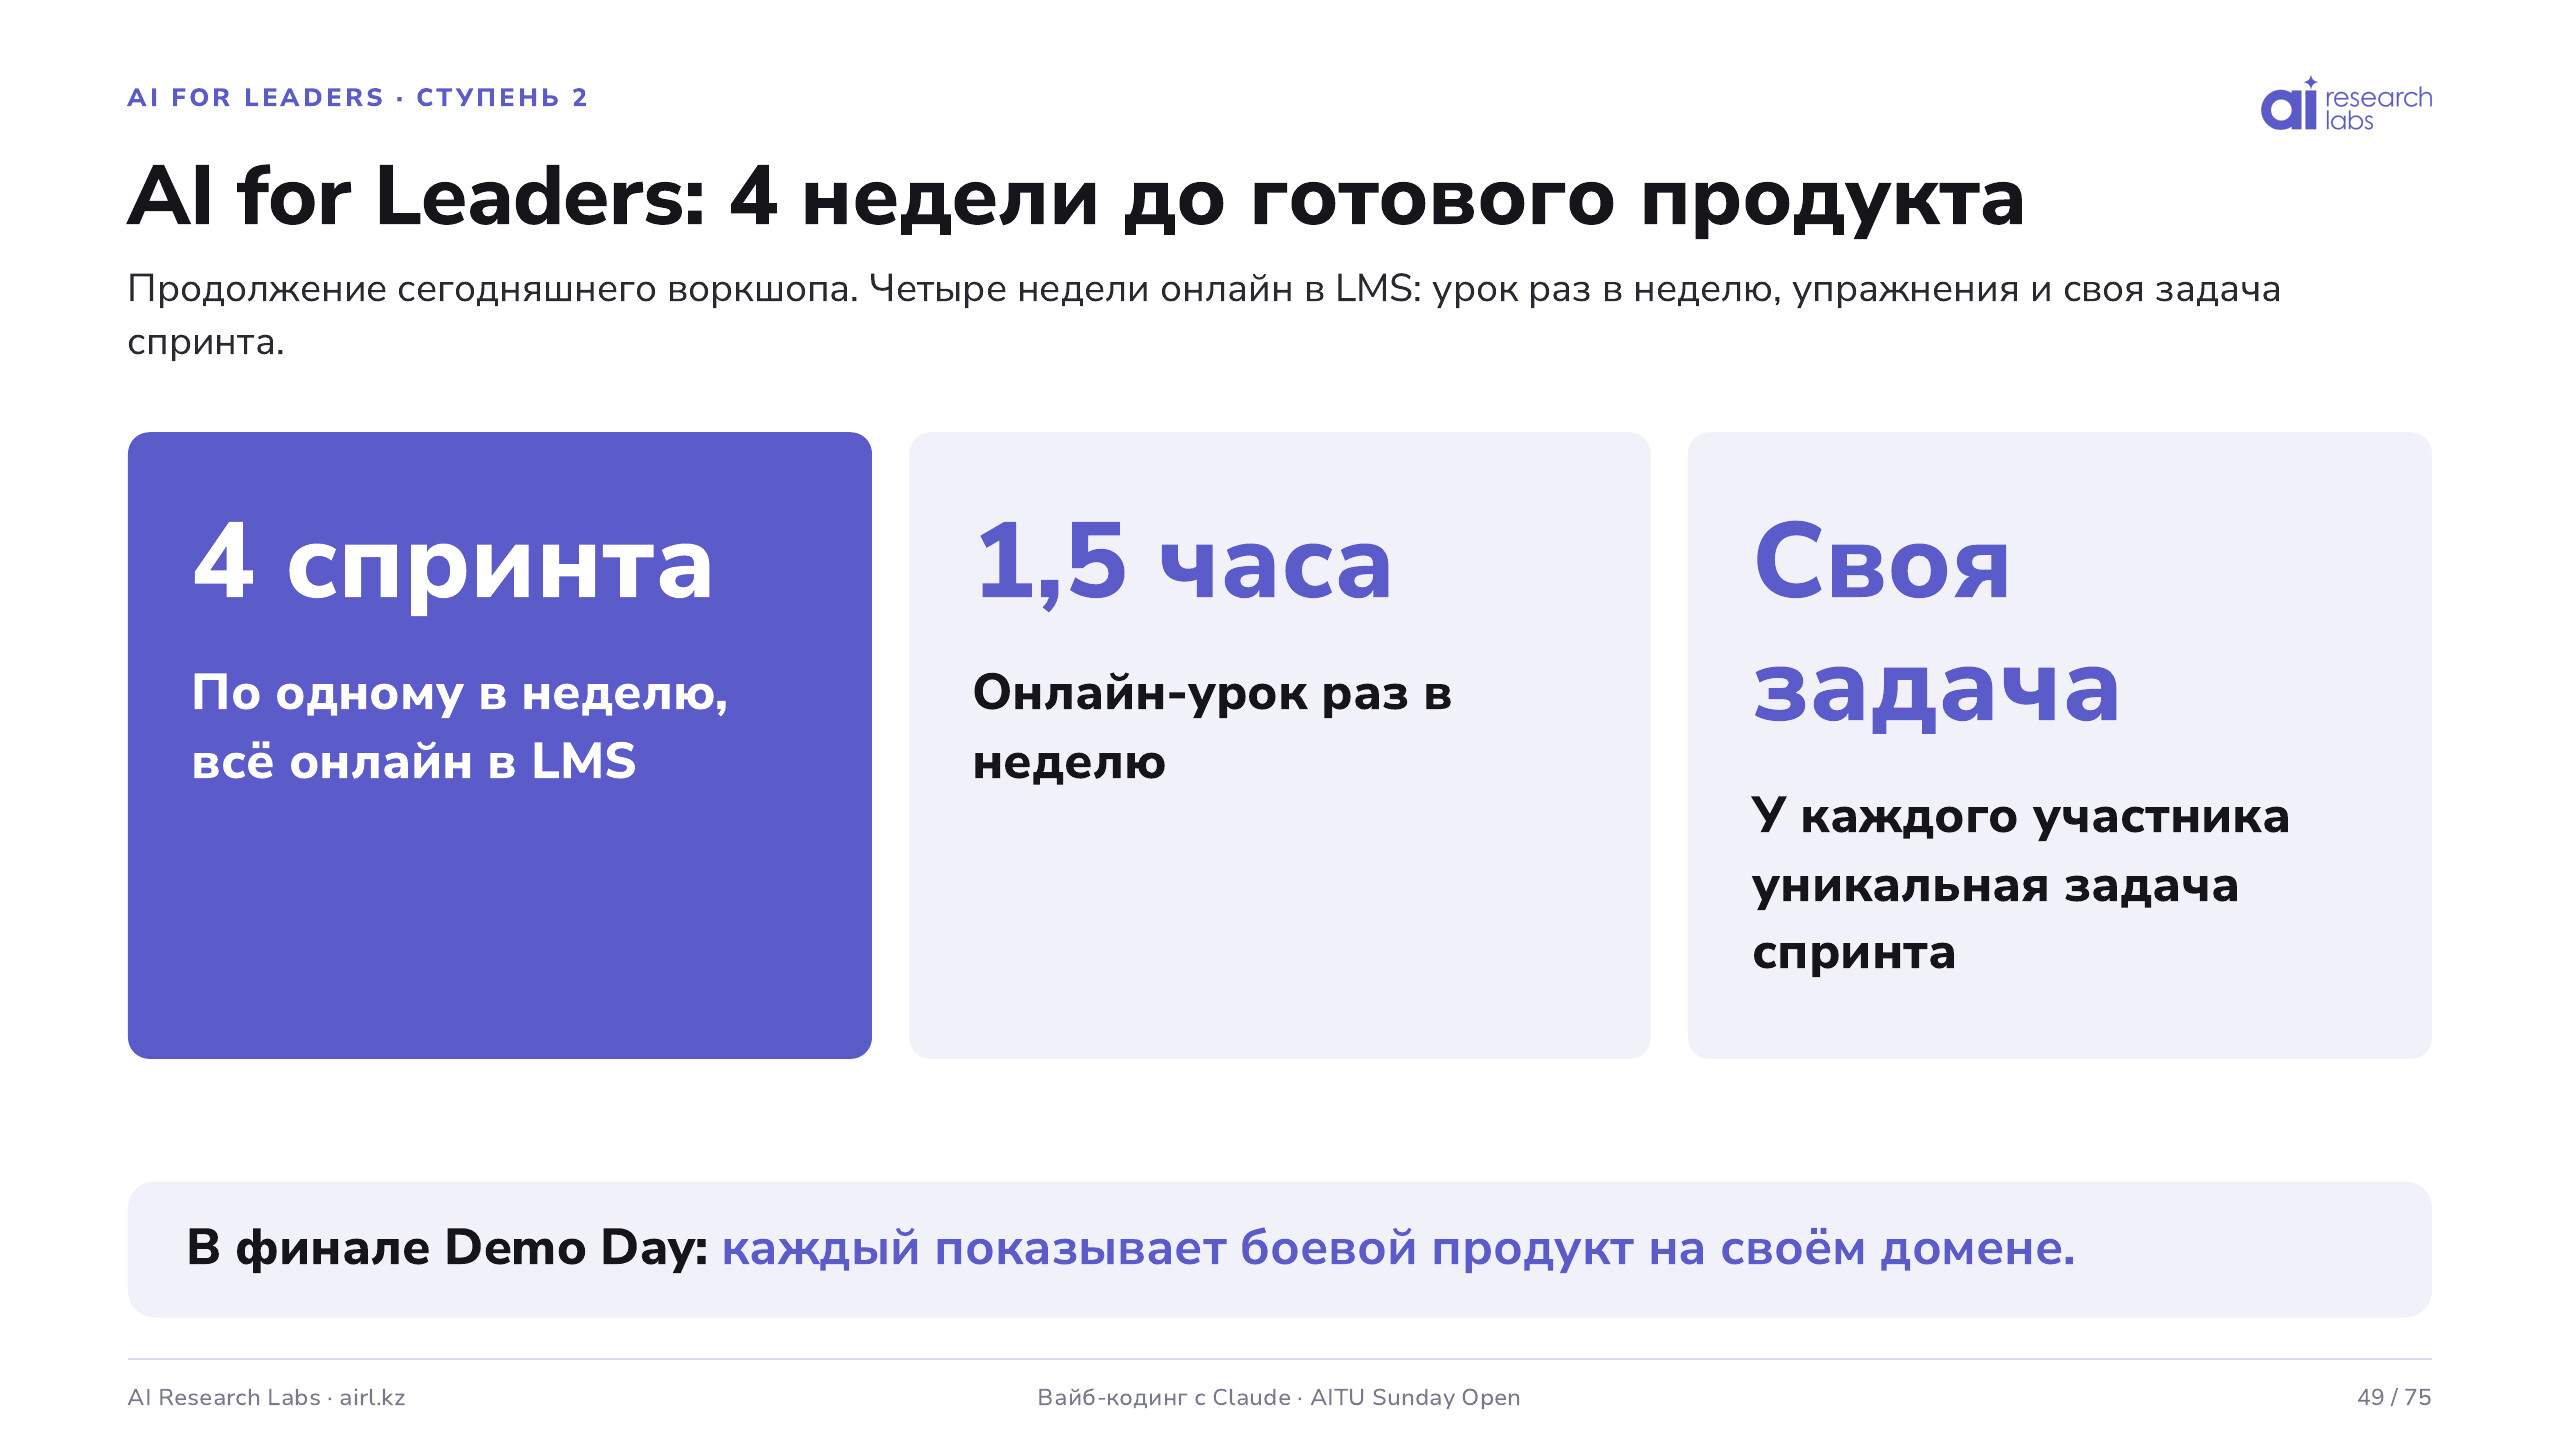 AI FOR LEADERS · СТУПЕНЬ 2
ai research labs
AI for Leaders: 4 недели до готового продукта
Продолжение сегодняшнего воркшопа. Четыре недели онлайн в LMS: урок раз в неделю, упражнения и своя задача
спринта.
4 спринта
По одному в неделю,
всё онлайн в LMS
1,5 часа
Онлайн-урок раз в
неделю
Своя
задача
У каждого участника
уникальная задача
спринта
В финале Demo Day: каждый показывает боевой продукт на своём домене.
AI Research Labs · airl.kz
Вайб-кодинг с Claude · AITU Sunday Open
49 / 75